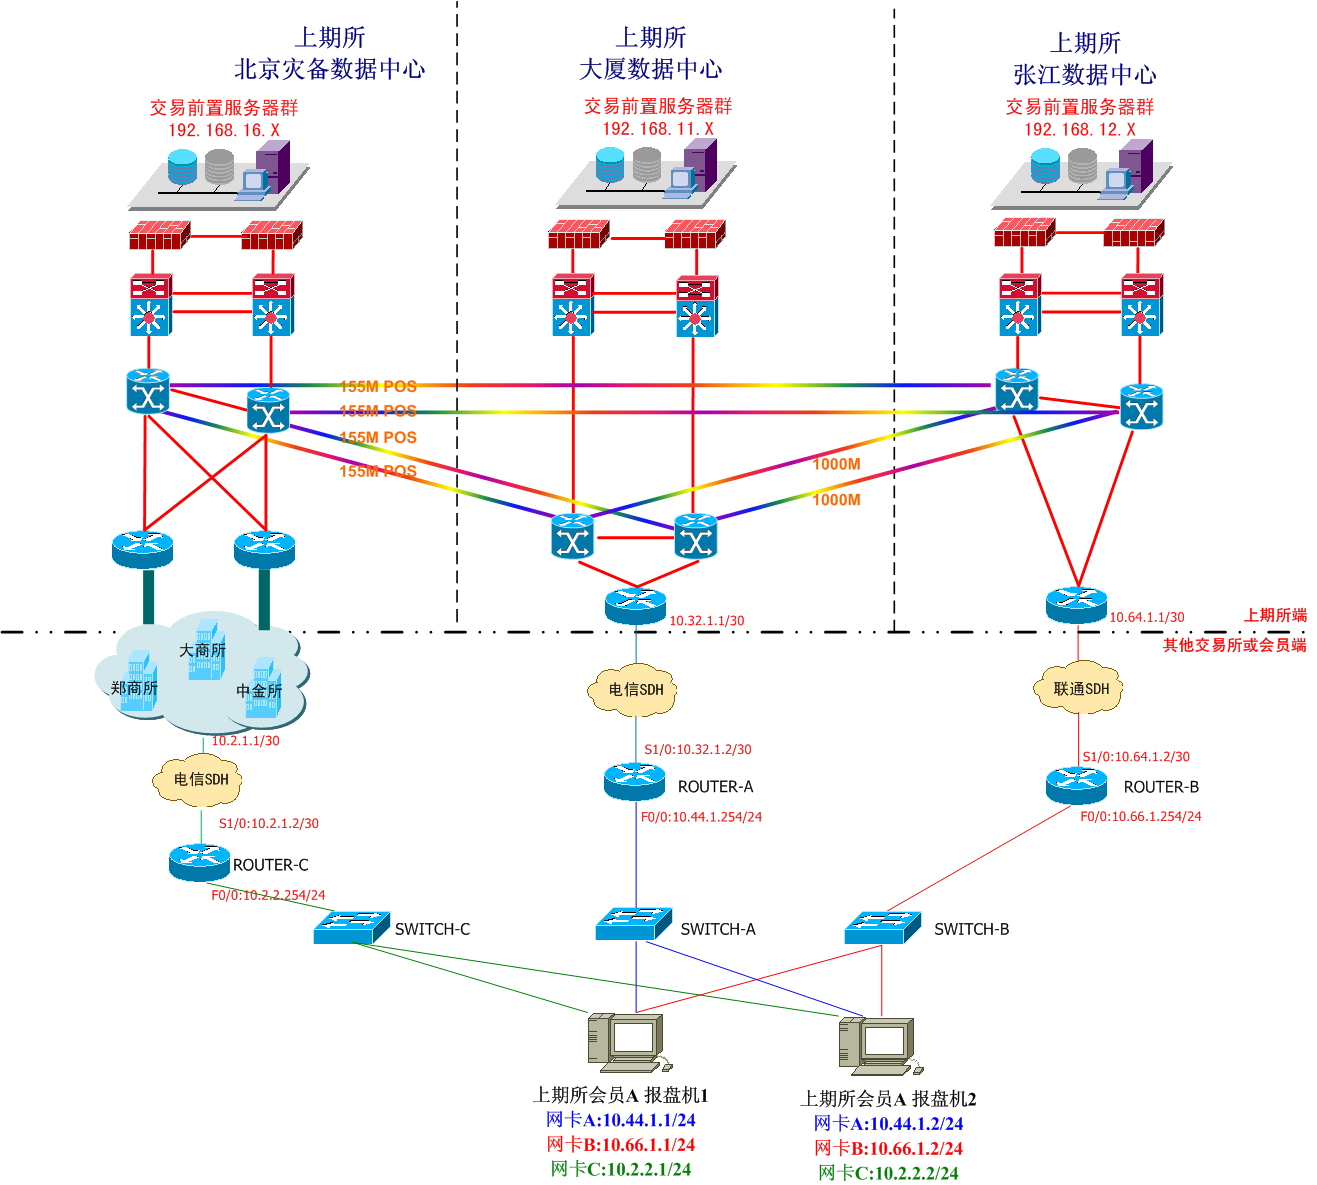 上期所
北京灾备数据中心
上期所
大厦数据中心
上期所
张江数据中心
交易前置服务器群
192.168.16.X
交易前置服务器群
192.168.11.X
交易前置服务器群
192.168.12.X
155M POS
155M POS
155M POS
155M POS
1000M
1000M
10.32.1.1/30
10.64.1.1/30
上期所端
其他交易所或会员端
大商所
郑商所
中金所
10.2.1.1/30
电信SDH
电信SDH
联通SDH
S1/0:10.32.1.2/30
S1/0:10.64.1.2/30
ROUTER-A
ROUTER-B
F0/0:10.44.1.254/24
F0/0:10.66.1.254/24
S1/0:10.2.1.2/30
ROUTER-C
F0/0:10.2.2.254/24
SWITCH-C
SWITCH-A
SWITCH-B
上期所会员A 报盘机1
网卡A:10.44.1.1/24
网卡B:10.66.1.1/24
网卡C:10.2.2.1/24
上期所会员A 报盘机2
网卡A:10.44.1.2/24
网卡B:10.66.1.2/24
网卡C:10.2.2.2/24